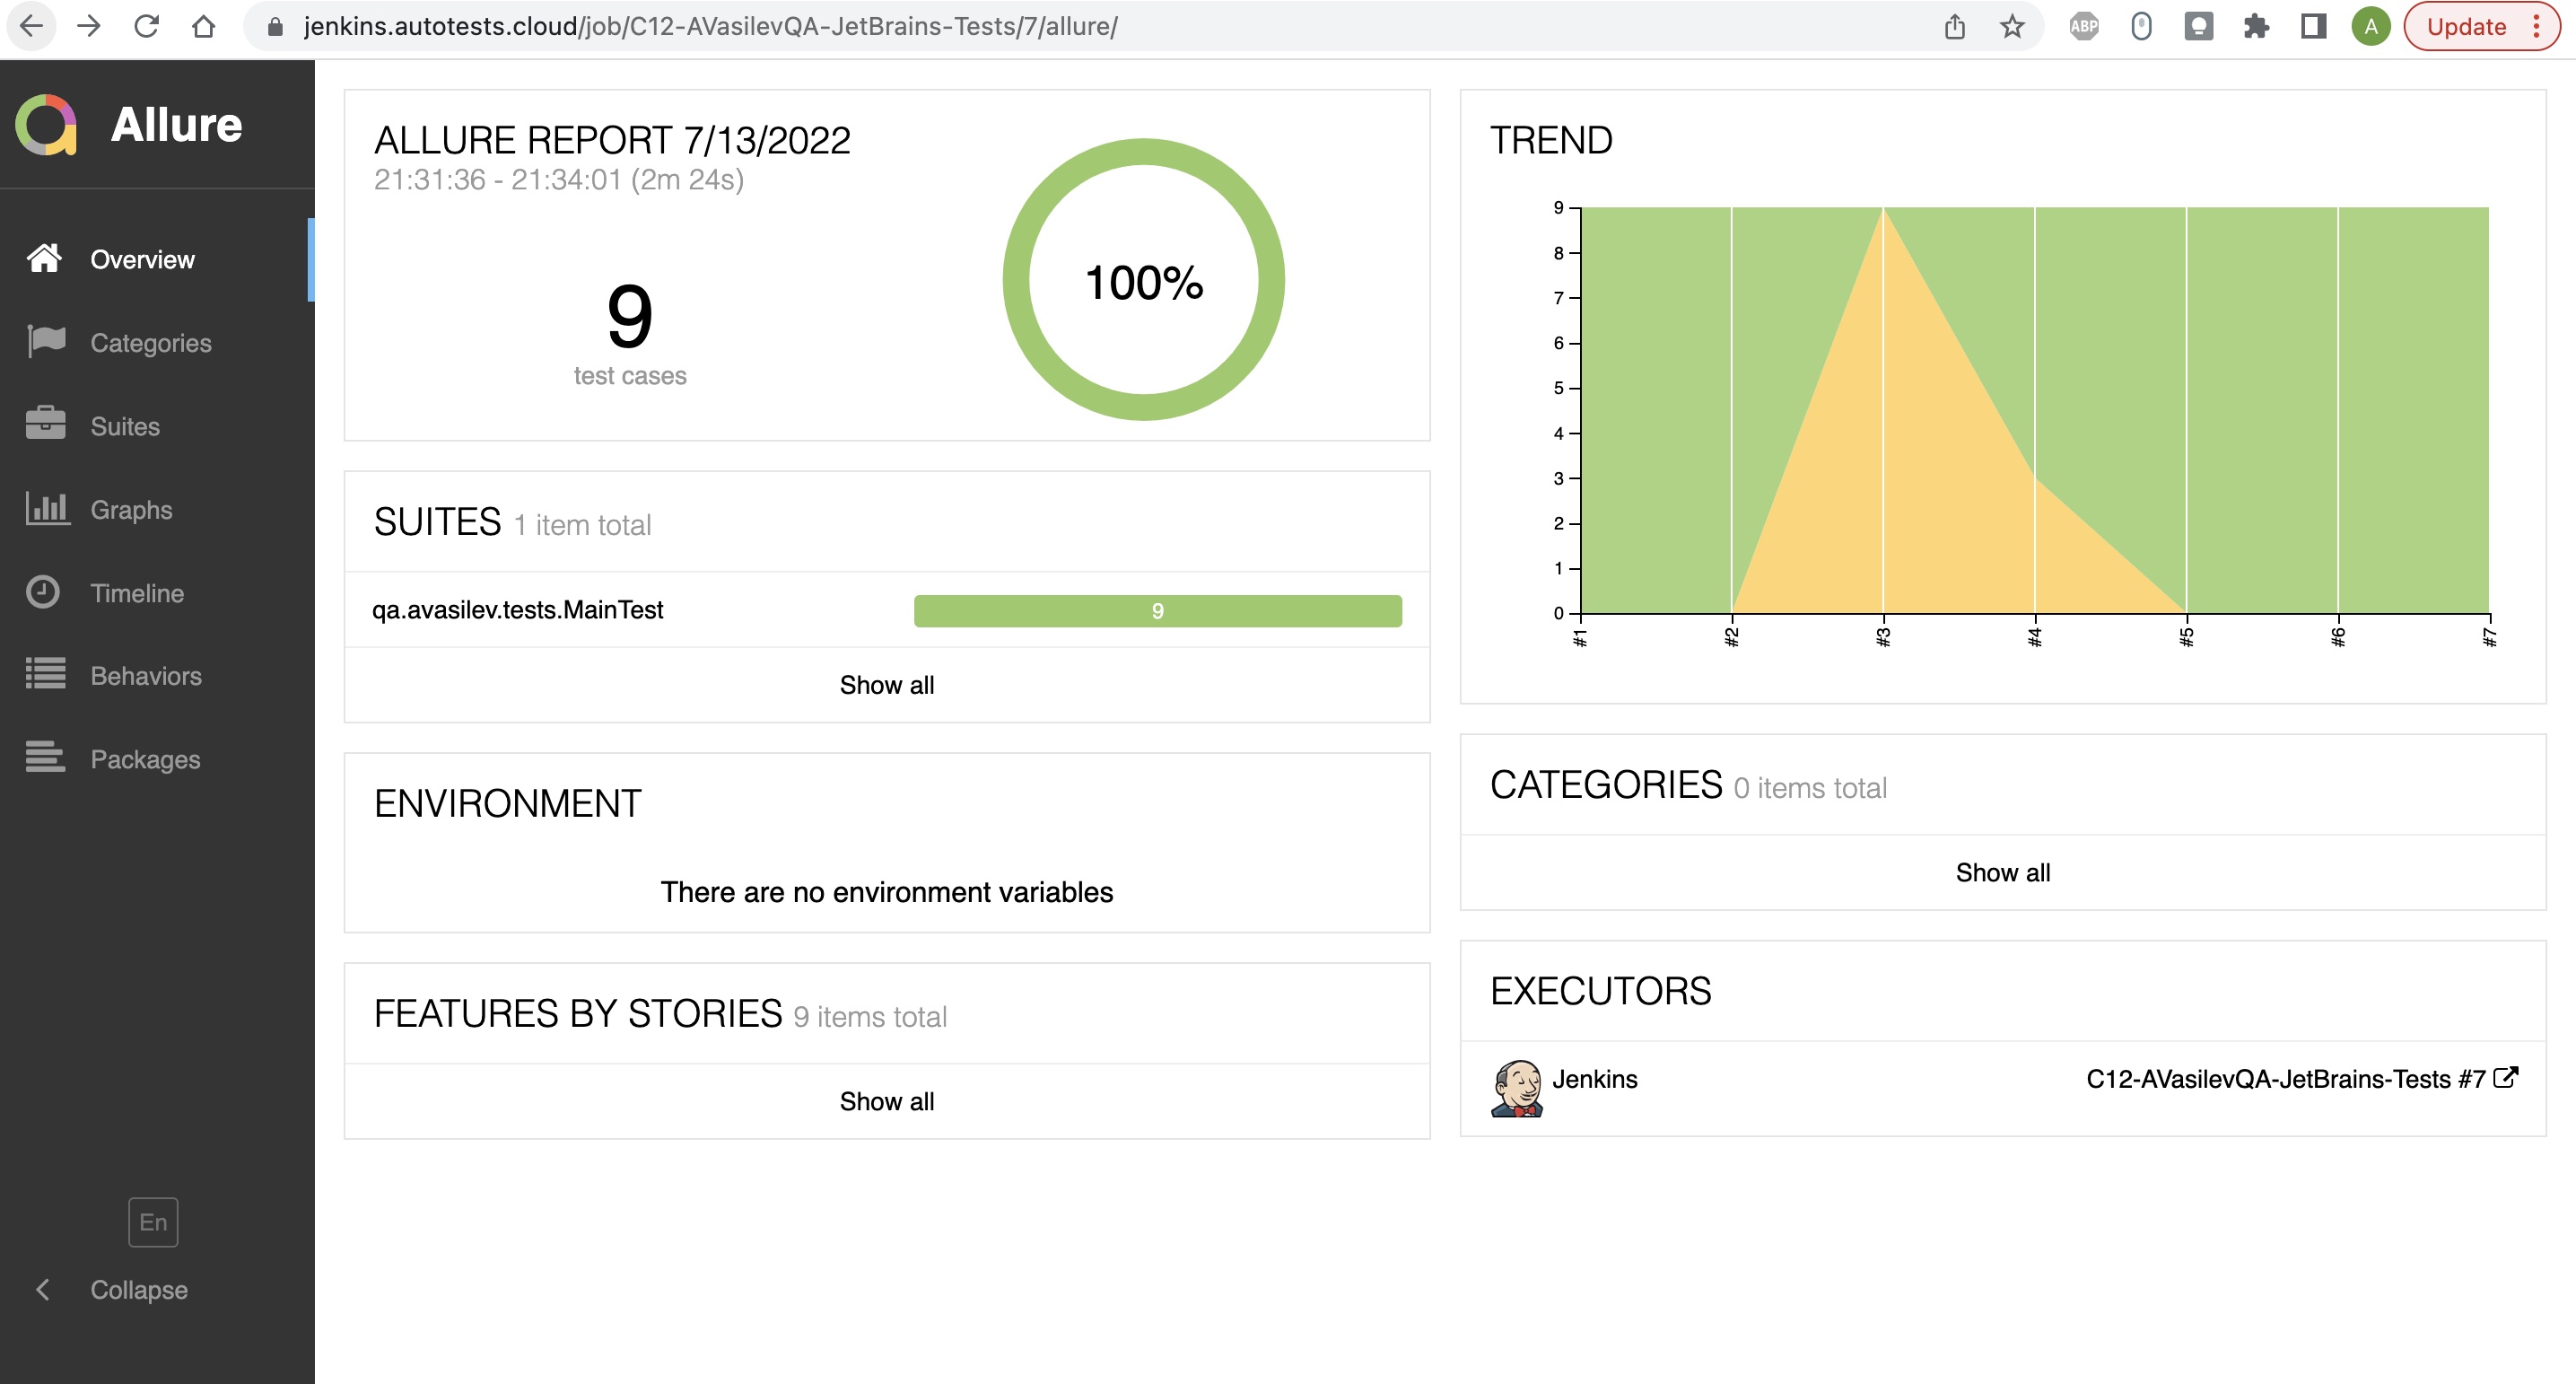 jenkins.autotests.cloud/job/C12-AVasilevQA-JetBrains-Tests/7/allure/
ABP
A
Update
Allure
Overview
Categories
Suites
Graphs
Timeline
Behaviors
Packages
En
Collapse
ALLURE REPORT 7/13/2022
21:31:36 - 21:34:01 (2m 24s)
9
test cases
100%
SUITES 1 item total
qa.avasilev.tests.MainTest 9
Show all
ENVIRONMENT
There are no environment variables
FEATURES BY STORIES 9 items total
Show all
TREND
9
8
7
6
5
4
3
2
1
0
#1 #2 #3 #4 #5 #6 #7
CATEGORIES 0 items total
Show all
EXECUTORS
Jenkins C12-AVasilevQA-JetBrains-Tests #7